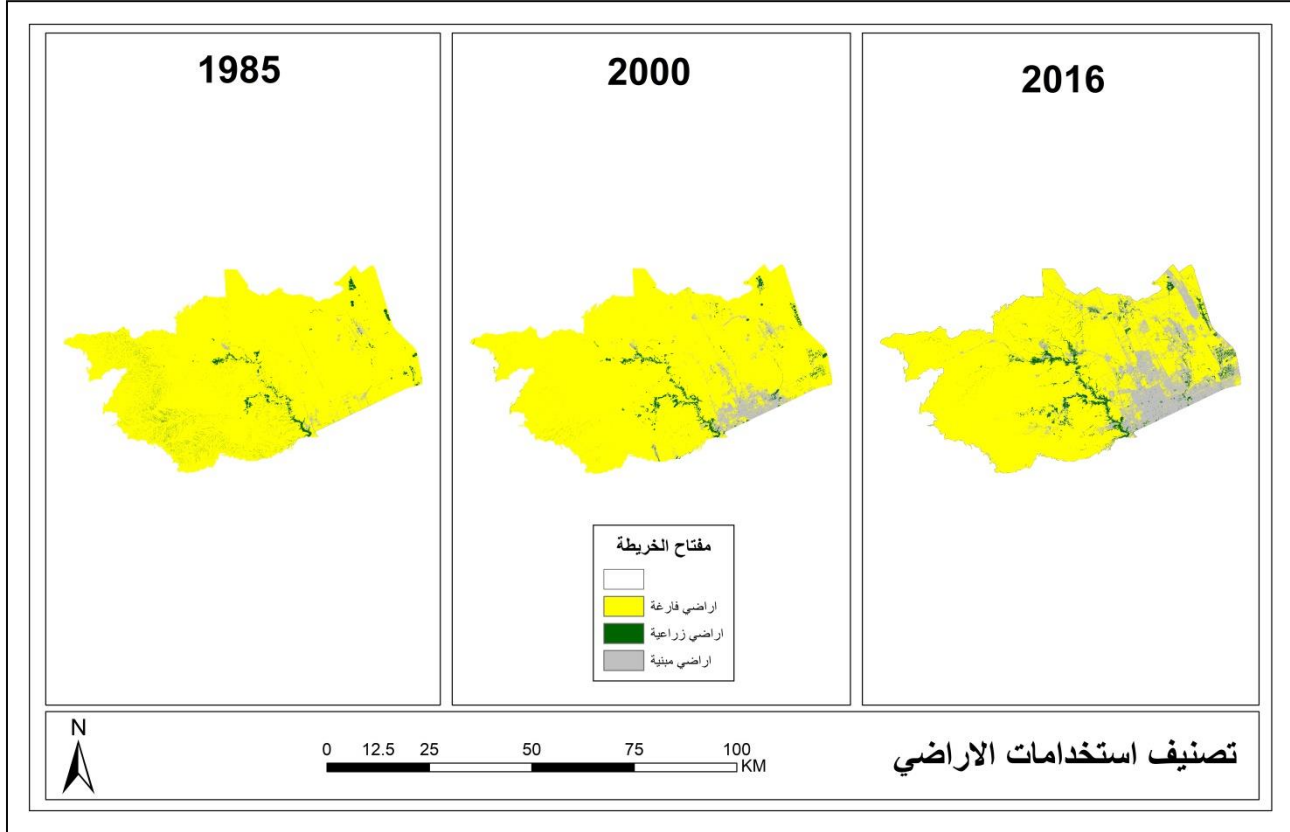 1985
2000
2016
مفتاح الخريطة
اراضي فارغة
اراضي زراعية
اراضي مبنية
N
0 12.5 25 50 75 100
KM
تصنيف استخدامات الاراضي